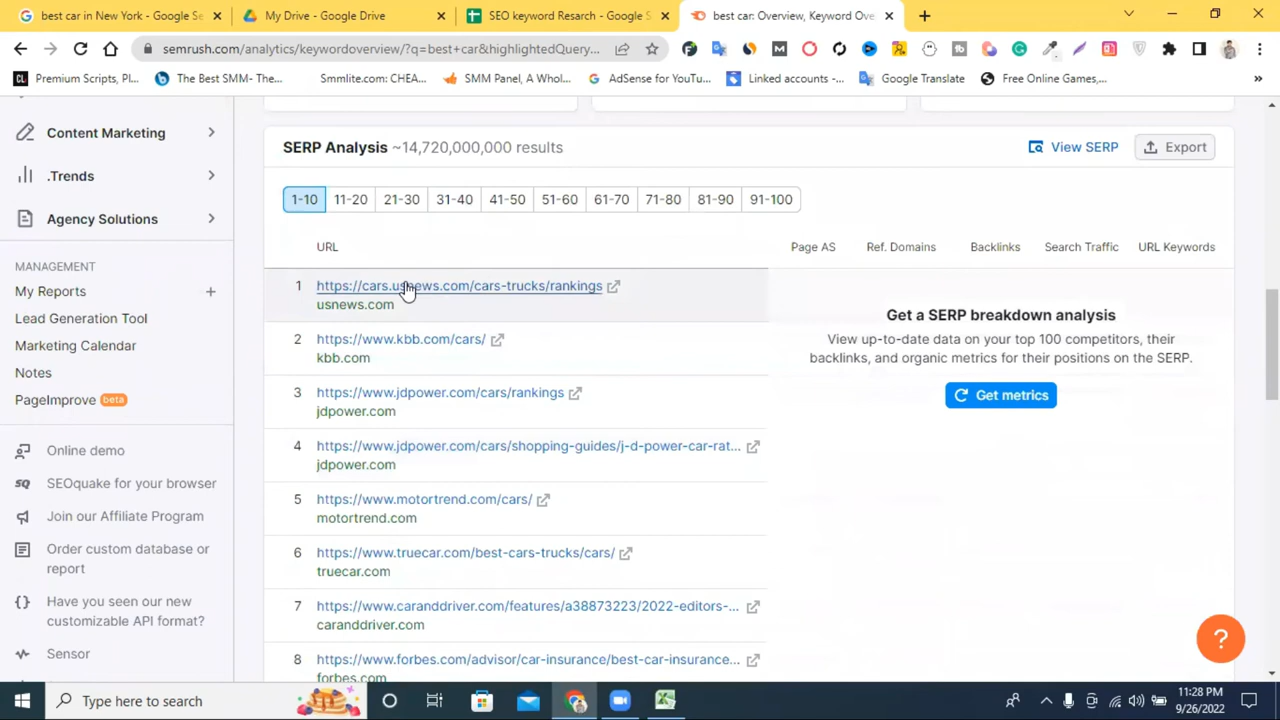 best car in New York - Google Se
My Drive - Google Drive
SEO keyword Resarch - Google S
best car: Overview, Keyword Ove
semrush.com/analytics/keywordoverview/?q=best+car&highlightedQuery...
Premium Scripts, Pl...
The Best SMM- The...
Smmlite.com: CHEA...
SMM Panel, A Whol...
AdSense for YouTu...
Linked accounts -...
Google Translate
Free Online Games,...
»
Content Marketing
.Trends
Agency Solutions
MANAGEMENT
My Reports
Lead Generation Tool
Marketing Calendar
Notes
PageImprove beta
Online demo
SEOquake for your browser
Join our Affiliate Program
Order custom database or
report
Have you seen our new
customizable API format?
Sensor
SERP Analysis ~14,720,000,000 results
View SERP
Export
1-10 11-20 21-30 31-40 41-50 51-60 61-70 71-80 81-90 91-100
URL Page AS Ref. Domains Backlinks Search Traffic URL Keywords
1 https://cars.usnews.com/cars-trucks/rankings
usnews.com
2 https://www.kbb.com/cars/
kbb.com
3 https://www.jdpower.com/cars/rankings
jdpower.com
4 https://www.jdpower.com/cars/shopping-guides/j-d-power-car-rat...
jdpower.com
5 https://www.motortrend.com/cars/
motortrend.com
6 https://www.truecar.com/best-cars-trucks/cars/
truecar.com
7 https://www.caranddriver.com/features/a38873223/2022-editors-...
caranddriver.com
8 https://www.forbes.com/advisor/car-insurance/best-car-insurance...
forbes.com
Get a SERP breakdown analysis
View up-to-date data on your top 100 competitors, their
backlinks, and organic metrics for their positions on the SERP.
Get metrics
?
Type here to search
11:28 PM
9/26/2022